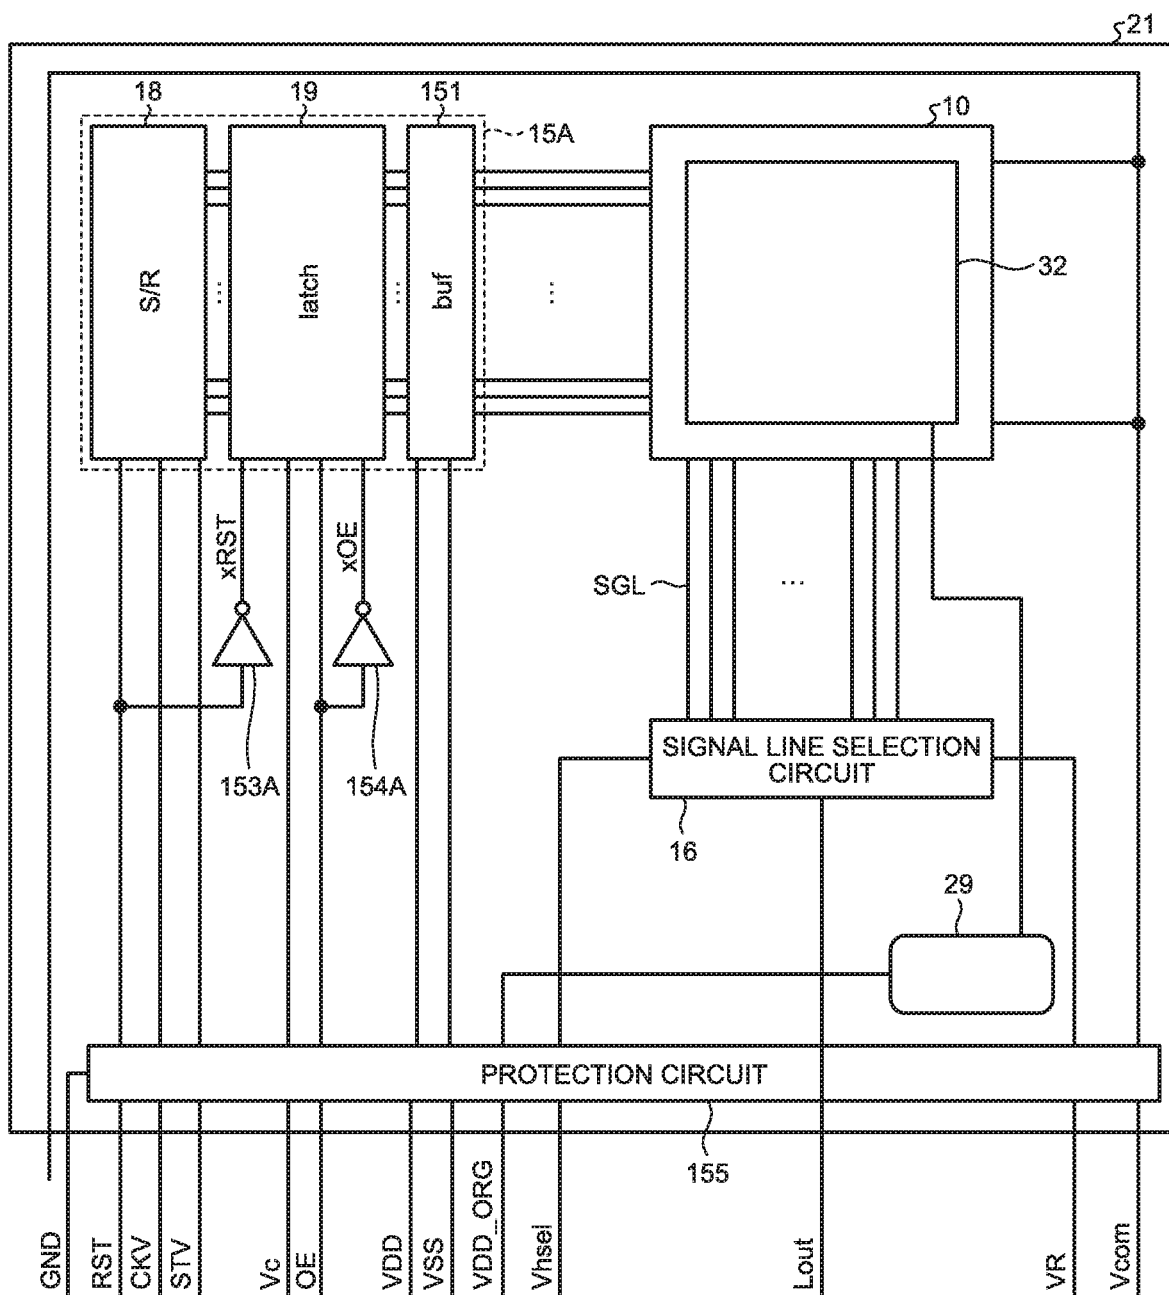 21
18
19
151
10
15A
S/R
latch
buf
...
...
...
32
xRST
xOE
SGL
...
SIGNAL LINE SELECTION
CIRCUIT
153A
154A
16
29
PROTECTION CIRCUIT
155
GND
RST
CKV
STV
Vc
OE
VDD
VSS
VDD_ORG
Vhsel
Lout
VR
Vcom